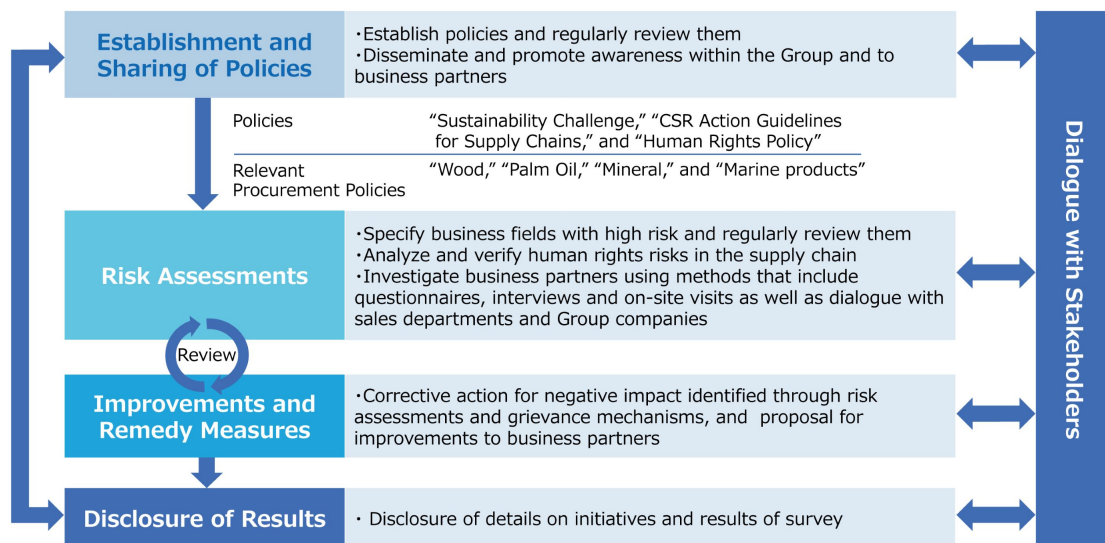 Establishment and
Sharing of Policies
・Establish policies and regularly review them
・Disseminate and promote awareness within the Group and to
business partners
Policies
“Sustainability Challenge,” “CSR Action Guidelines
for Supply Chains,” and “Human Rights Policy”
Relevant
Procurement Policies
“Wood,” “Palm Oil,” “Mineral,” and “Marine products”
Risk Assessments
・Specify business fields with high risk and regularly review them
・Analyze and verify human rights risks in the supply chain
・Investigate business partners using methods that include
questionnaires, interviews and on-site visits as well as dialogue with
sales departments and Group companies
Review
Improvements and
Remedy Measures
・Corrective action for negative impact identified through risk
assessments and grievance mechanisms, and  proposal for
improvements to business partners
Disclosure of Results
・ Disclosure of details on initiatives and results of survey
Dialogue with Stakeholders